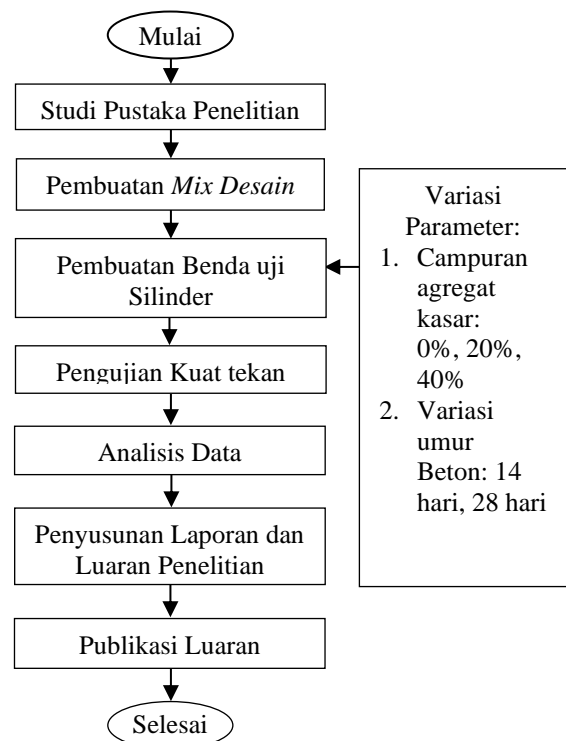 Mulai
Studi Pustaka Penelitian
Pembuatan Mix Desain
Pembuatan Benda uji
Silinder
Variasi
Parameter:
1. Campuran
agregat
kasar:
0%, 20%,
40%
2. Variasi
umur
Beton: 14
hari, 28 hari
Pengujian Kuat tekan
Analisis Data
Penyusunan Laporan dan
Luaran Penelitian
Publikasi Luaran
Selesai